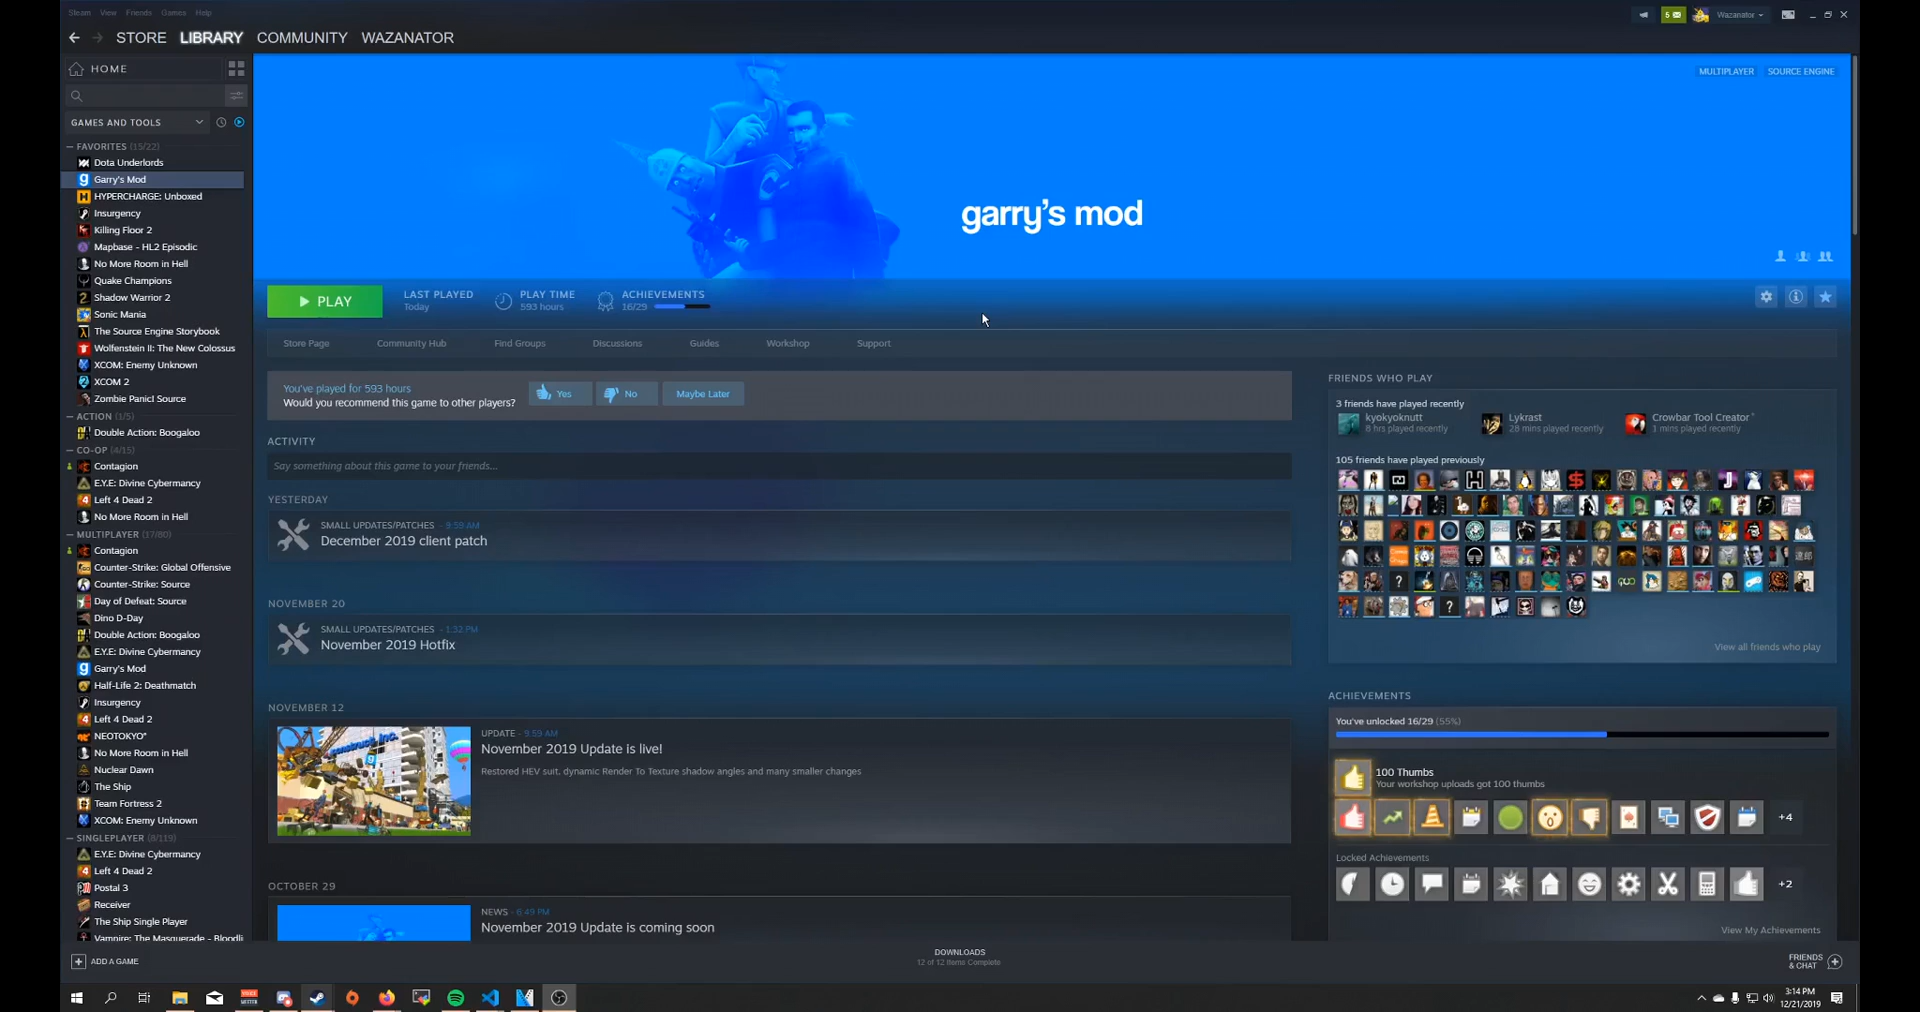 Steam View Friends Games Help
5 Wazanator
STORE LIBRARY COMMUNITY WAZANATOR
HOME
GAMES AND TOOLS
FAVORITES (15/22)
Dota Underlords
Garry's Mod
HYPERCHARGE: Unboxed
Insurgency
Killing Floor 2
Mapbase - HL2 Episodic
No More Room in Hell
Quake Champions
Shadow Warrior 2
Sonic Mania
The Source Engine Storybook
Wolfenstein II: The New Colossus
XCOM: Enemy Unknown
XCOM 2
Zombie Panic! Source
ACTION (1/5)
Double Action: Boogaloo
CO-OP (4/15)
Contagion
E.Y.E: Divine Cybermancy
Left 4 Dead 2
No More Room in Hell
MULTIPLAYER (17/80)
Contagion
Counter-Strike: Global Offensive
Counter-Strike: Source
Day of Defeat: Source
Dino D-Day
Double Action: Boogaloo
E.Y.E: Divine Cybermancy
Garry's Mod
Half-Life 2: Deathmatch
Insurgency
Left 4 Dead 2
NEOTOKYO°
No More Room in Hell
Nuclear Dawn
The Ship
Team Fortress 2
XCOM: Enemy Unknown
SINGLEPLAYER (8/119)
E.Y.E: Divine Cybermancy
Left 4 Dead 2
Postal 3
Receiver
The Ship Single Player
Vampire: The Masquerade - Bloodli
ADD A GAME
MULTIPLAYER SOURCE ENGINE
garry's mod
PLAY
LAST PLAYED
Today
PLAY TIME
593 hours
ACHIEVEMENTS
16/29
Store Page Community Hub Find Groups Discussions Guides Workshop Support
You've played for 593 hours
Would you recommend this game to other players?
Yes No Maybe Later
ACTIVITY
Say something about this game to your friends...
YESTERDAY
SMALL UPDATES/PATCHES - 9:59 AM
December 2019 client patch
NOVEMBER 20
SMALL UPDATES/PATCHES - 1:32 PM
November 2019 Hotfix
NOVEMBER 12
UPDATE - 9:59 AM
November 2019 Update is live!
Restored HEV suit, dynamic Render To Texture shadow angles and many smaller changes
OCTOBER 29
NEWS - 6:49 PM
November 2019 Update is coming soon
FRIENDS WHO PLAY
3 friends have played recently
kyokyoknutt
8 hrs played recently
Lykrast
28 mins played recently
Crowbar Tool Creator*
1 mins played recently
105 friends have played previously
View all friends who play
ACHIEVEMENTS
You've unlocked 16/29 (55%)
100 Thumbs
Your workshop uploads got 100 thumbs
+4
Locked Achievements
+2
View My Achievements
DOWNLOADS
12 of 12 Items Complete
FRIENDS
& CHAT
3:14 PM
12/21/2019